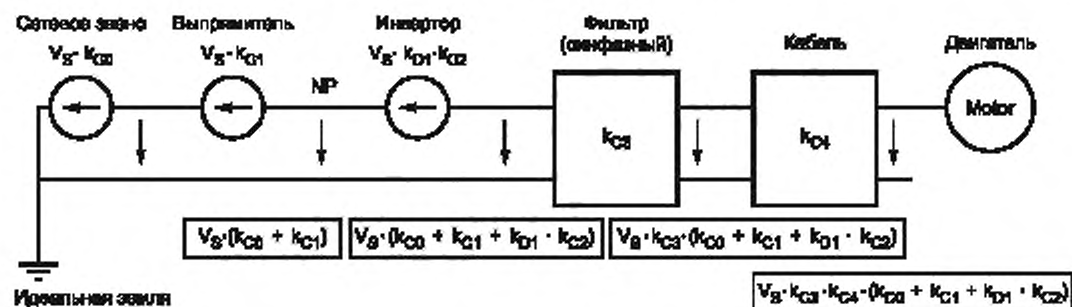 Сетевое звено
V_S · k_C0
Выпрямитель
V_S · k_C1
NP
Инвертор
V_S · k_D1 · k_C2
Фильтр
(синфазный)
k_C3
Кабель
k_C4
Двигатель
Motor
V_S·(k_C0 + k_C1)
V_S·(k_C0 + k_C1 + k_D1 · k_C2)
V_S·k_C3·(k_C0 + k_C1 + k_D1 · k_C2)
V_S·k_C3·k_C4·(k_C0 + k_C1 + k_D1 · k_C2)
Идеальная земля